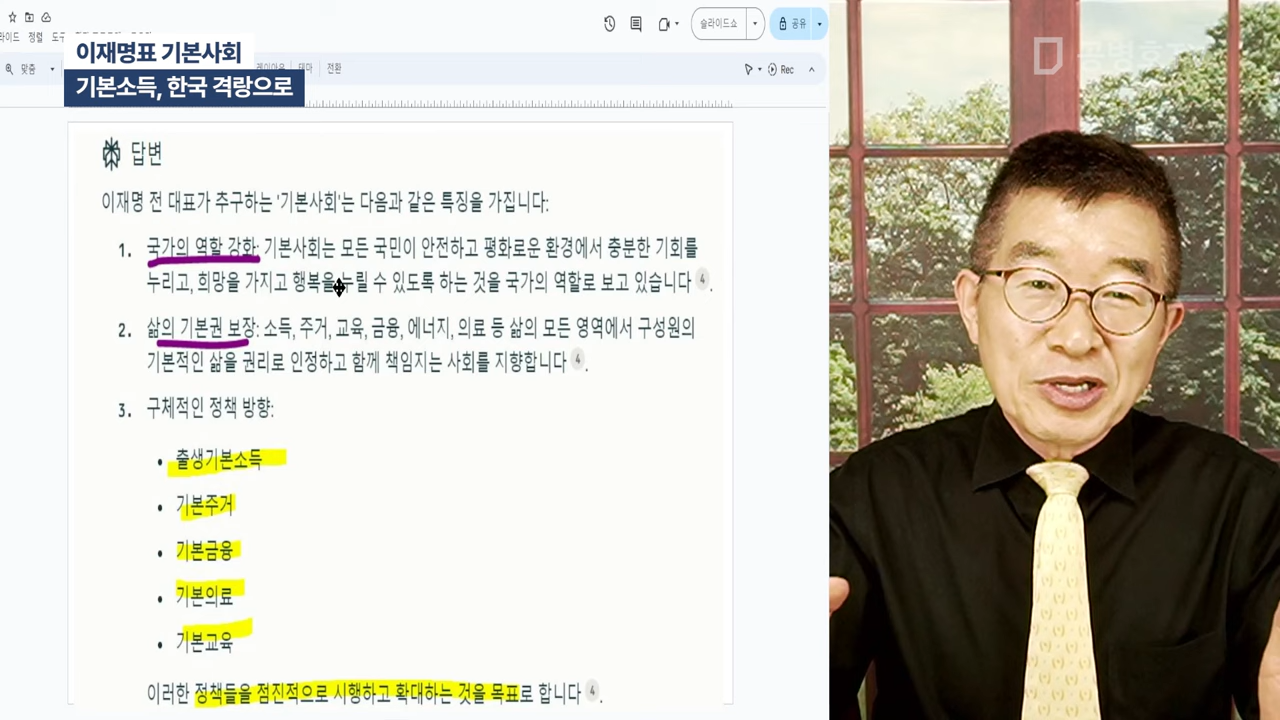 슬라이드쇼
공유
맞춤
테마
전환
Rec
이재명표 기본사회
기본소득, 한국 격랑으로
답변
이재명 전 대표가 추구하는 '기본사회'는 다음과 같은 특징을 가집니다:
1. 국가의 역할 강화: 기본사회는 모든 국민이 안전하고 평화로운 환경에서 충분한 기회를
누리고, 희망을 가지고 행복을 누릴 수 있도록 하는 것을 국가의 역할로 보고 있습니다 4 .
2. 삶의 기본권 보장: 소득, 주거, 교육, 금융, 에너지, 의료 등 삶의 모든 영역에서 구성원의
기본적인 삶을 권리로 인정하고 함께 책임지는 사회를 지향합니다 4 .
3. 구체적인 정책 방향:
• 출생기본소득
• 기본주거
• 기본금융
• 기본의료
• 기본교육
이러한 정책들을 점진적으로 시행하고 확대하는 것을 목표로 합니다 4 .